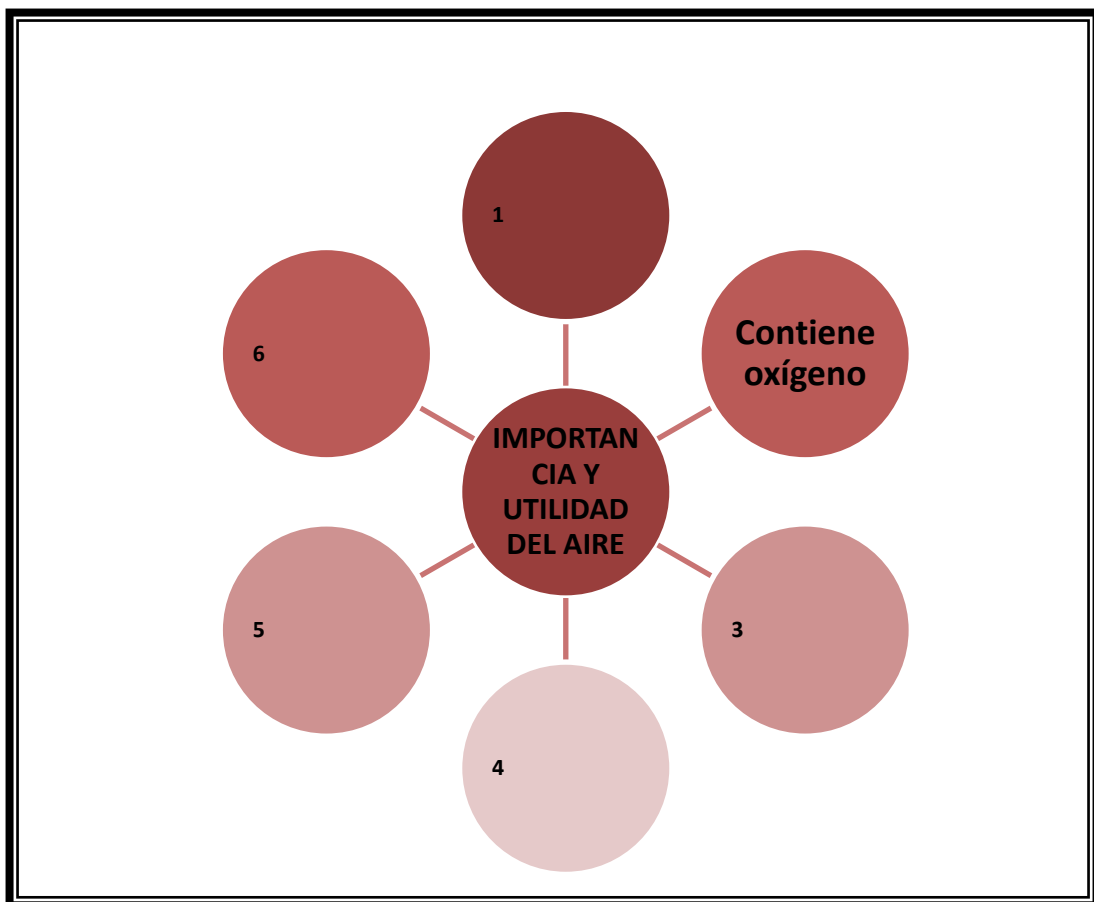 1
Contiene
oxígeno
6
IMPORTAN
CIA Y
UTILIDAD
DEL AIRE
5
3
4